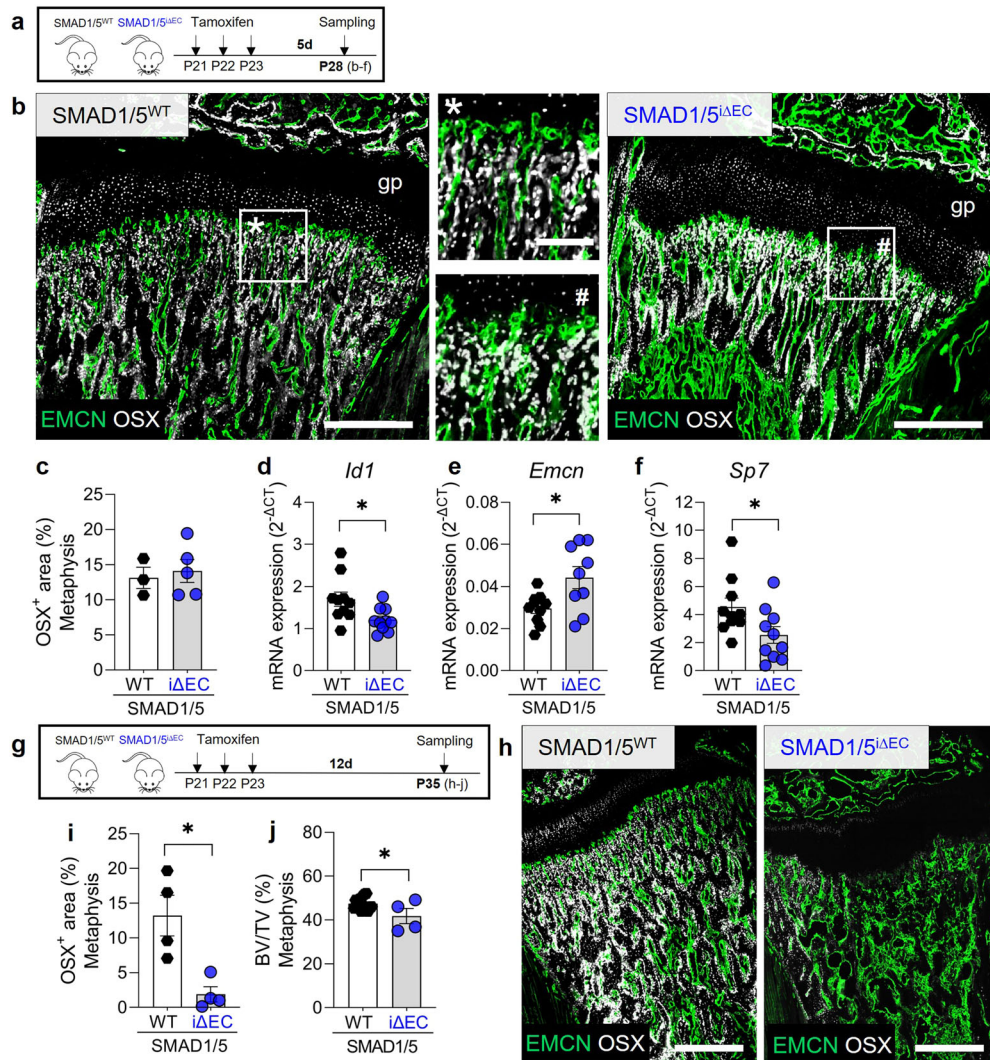 a
SMAD1/5WT SMAD1/5iΔEC Tamoxifen Sampling
5d
P21 P22 P23 P28 (b-f)
b
SMAD1/5WT
gp
*
EMCN OSX
*
#
SMAD1/5iΔEC
gp
#
EMCN OSX
c
OSX+ area (%)
Metaphysis
25
20
15
10
5
0
WT iΔEC
SMAD1/5
d
Id1
mRNA expression (2-ΔCT)
4
3
2
1
0
*
WT iΔEC
SMAD1/5
e
Emcn
mRNA expression (2-ΔCT)
0.08
0.06
0.04
0.02
0.00
*
WT iΔEC
SMAD1/5
f
Sp7
mRNA expression (2-ΔCT)
12
10
8
6
4
2
0
*
WT iΔEC
SMAD1/5
g
SMAD1/5WT SMAD1/5iΔEC Tamoxifen Sampling
12d
P21 P22 P23 P35 (h-j)
h
SMAD1/5WT
EMCN OSX
SMAD1/5iΔEC
EMCN OSX
i
OSX+ area (%)
Metaphysis
25
20
15
10
5
0
*
WT iΔEC
SMAD1/5
j
BV/TV (%)
Metaphysis
80
60
40
20
0
*
WT iΔEC
SMAD1/5